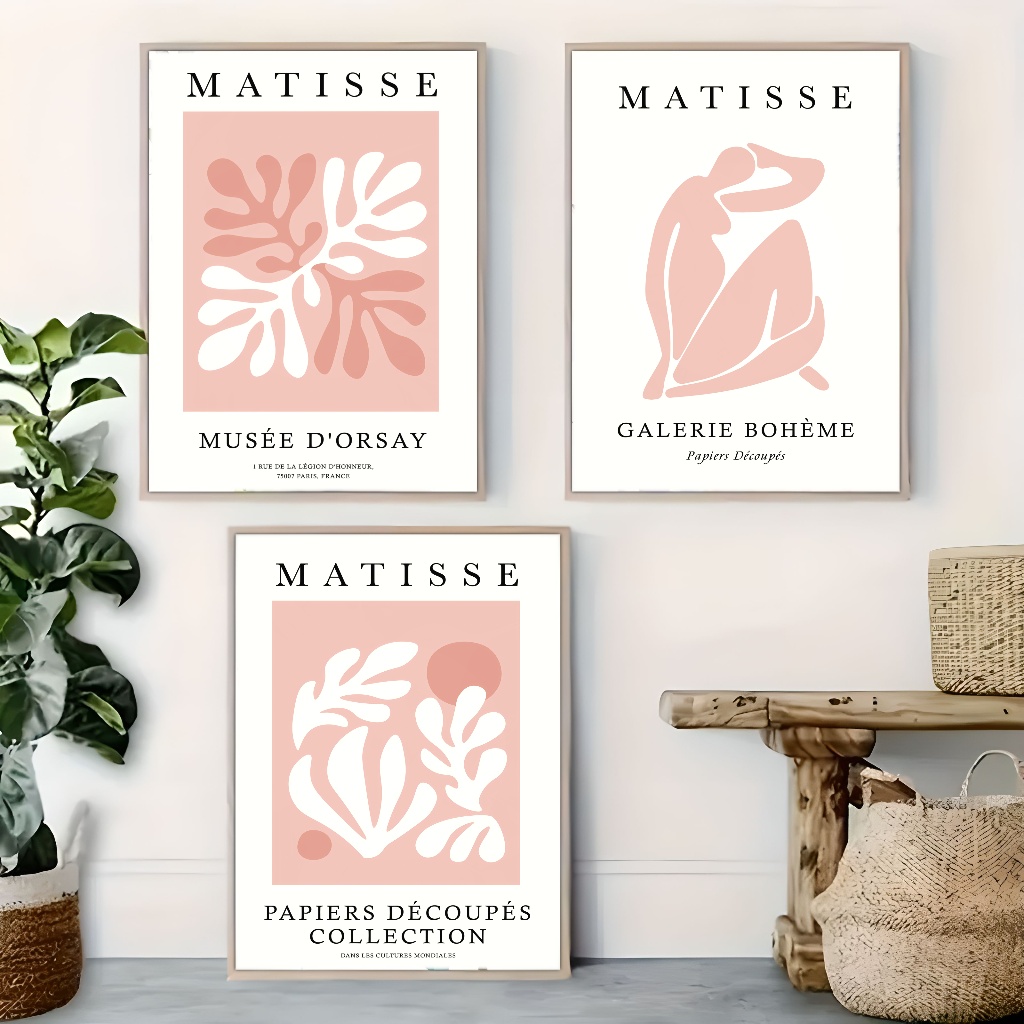 MATISSE
MUSÉE D'ORSAY
1 RUE DE LA LÉGION D'HONNEUR,
75007 PARIS, FRANCE
MATISSE
GALERIE BOHÈME
Papiers Découpés
MATISSE
PAPIERS DÉCOUPÉS
COLLECTION
DANS LES CULTURES MONDIALES